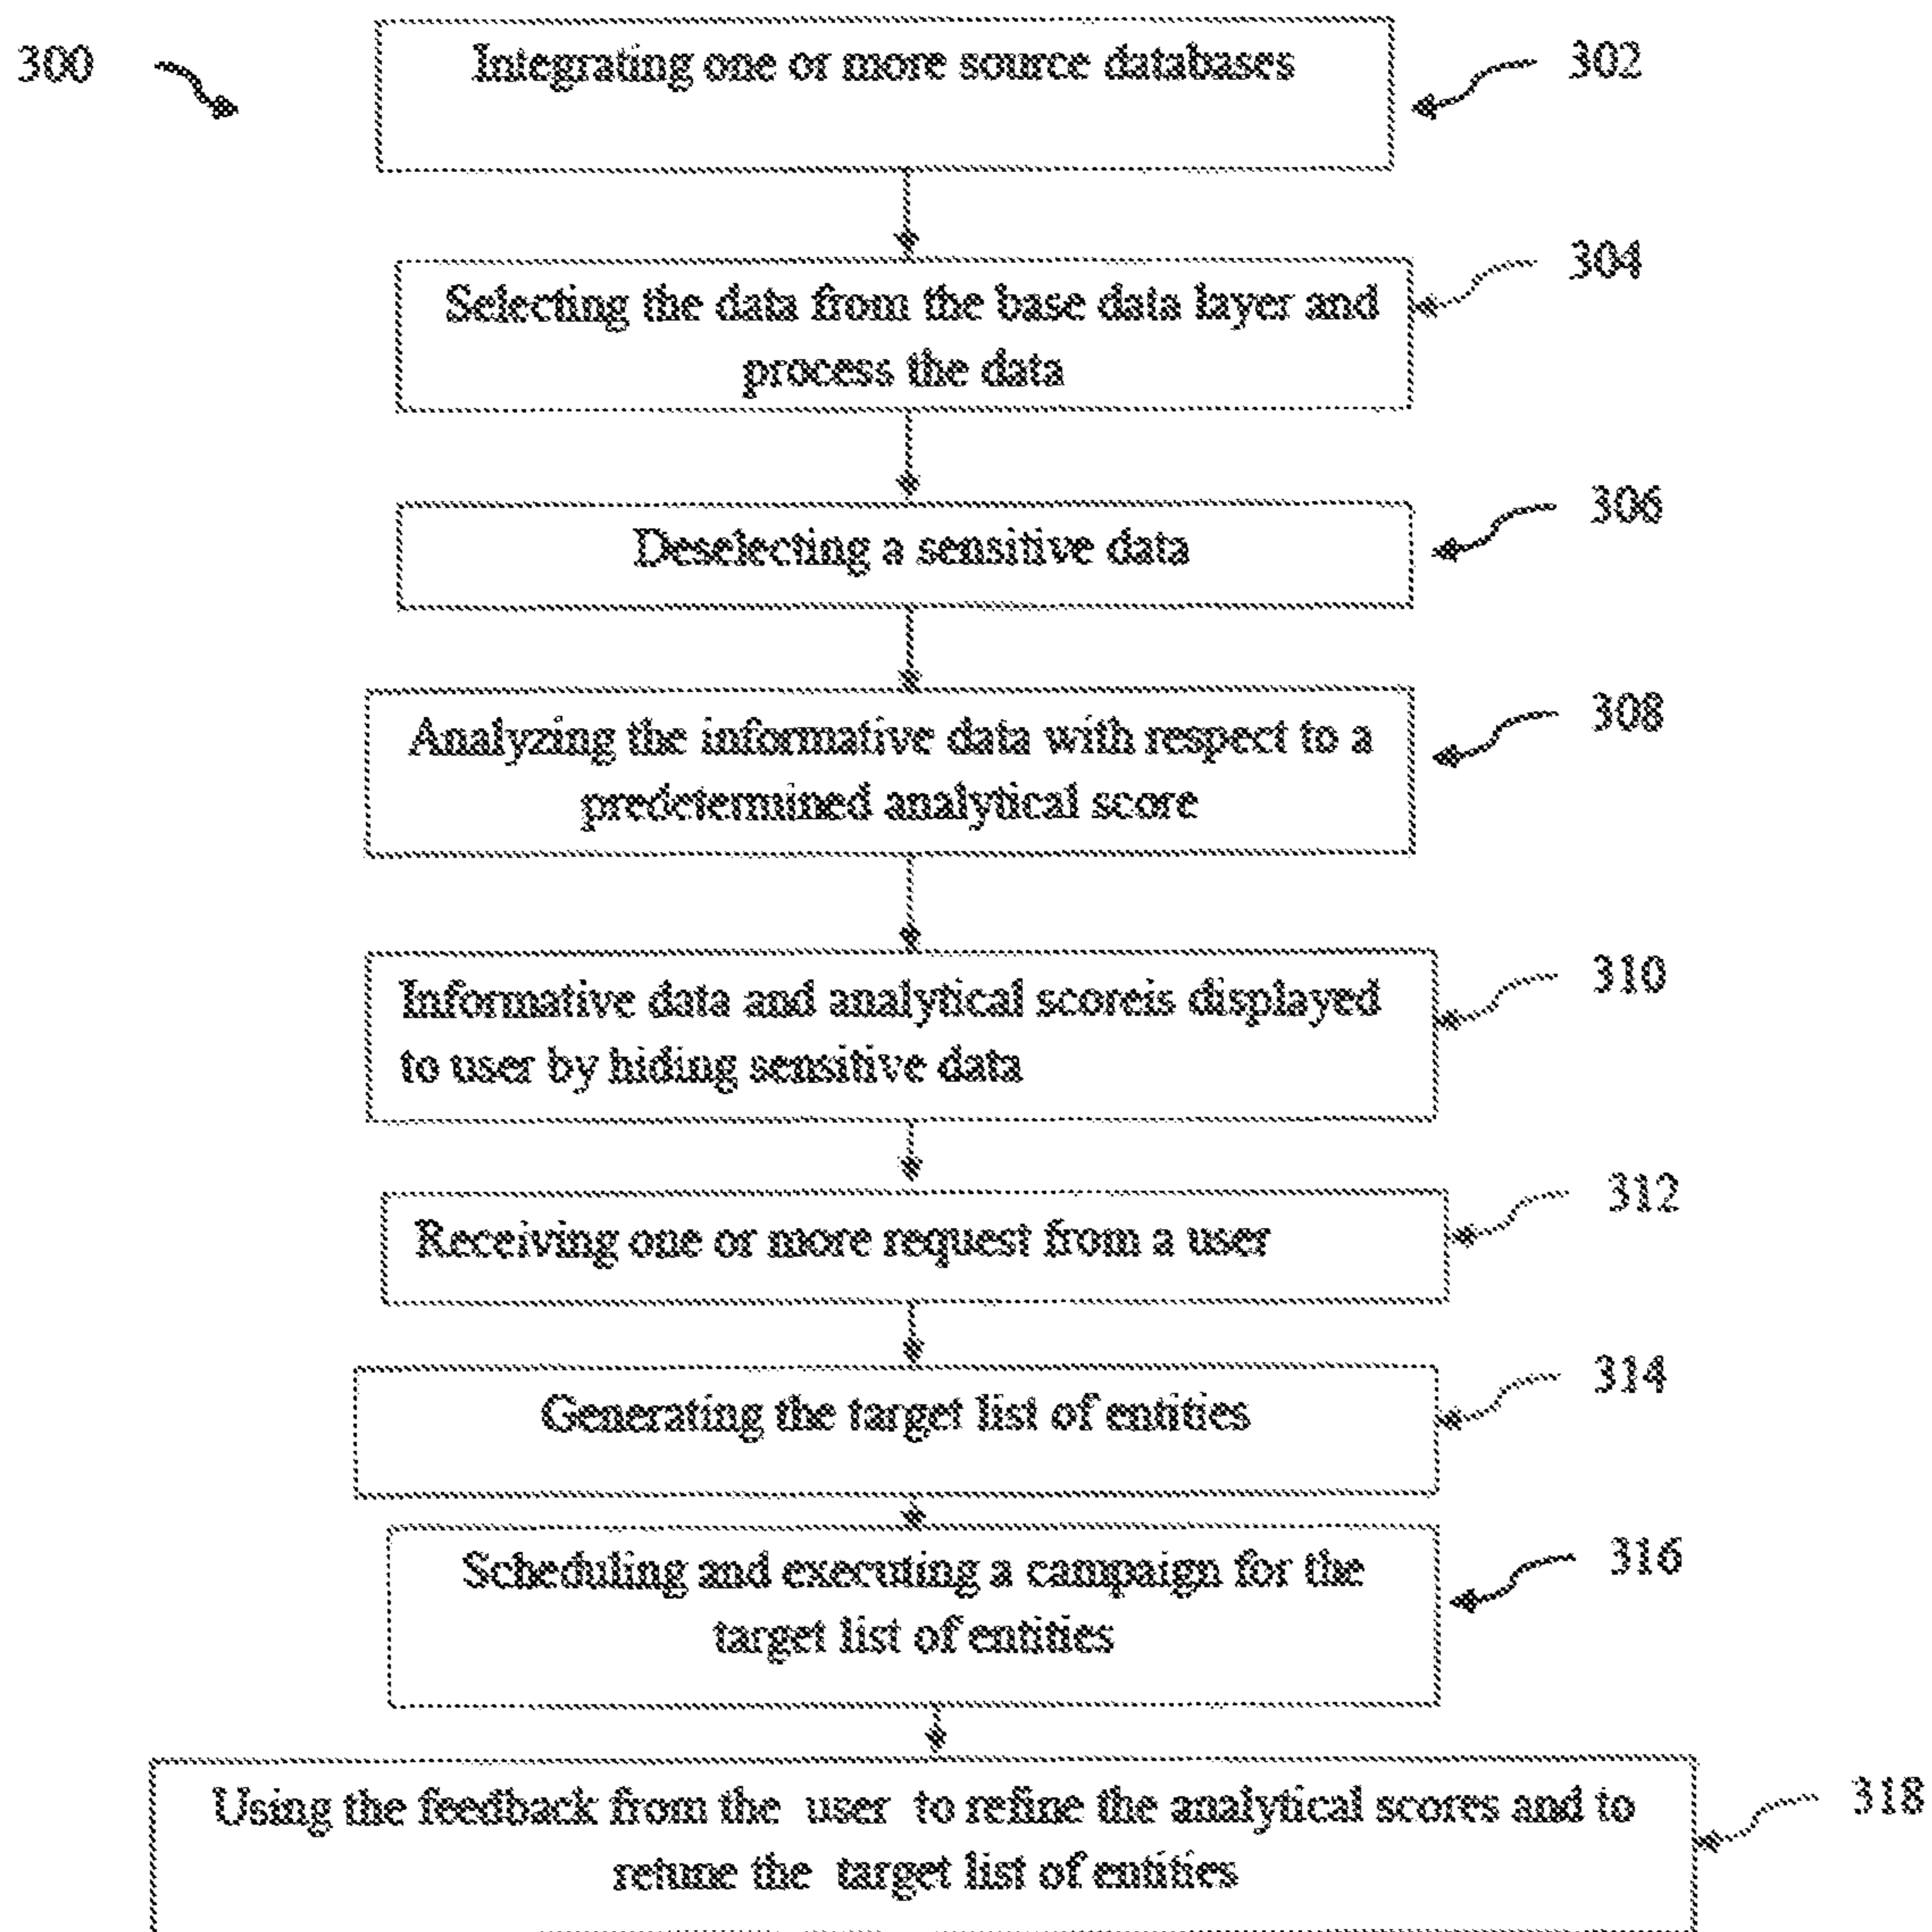 300
Integrating one or more source databases
302
Selecting the data from the base data layer and
process the data
304
Deselecting a sensitive data
306
Analyzing the informative data with respect to a
predetermined analytical score
308
Informative data and analytical scoreis displayed
to user by hiding sensitive data
310
Receiving one or more request from a user
312
Generating the target list of entities
314
Scheduling and executing a campaign for the
target list of entities
316
Using the feedback from the user to refine the analytical scores and to
retune the target list of entities
318